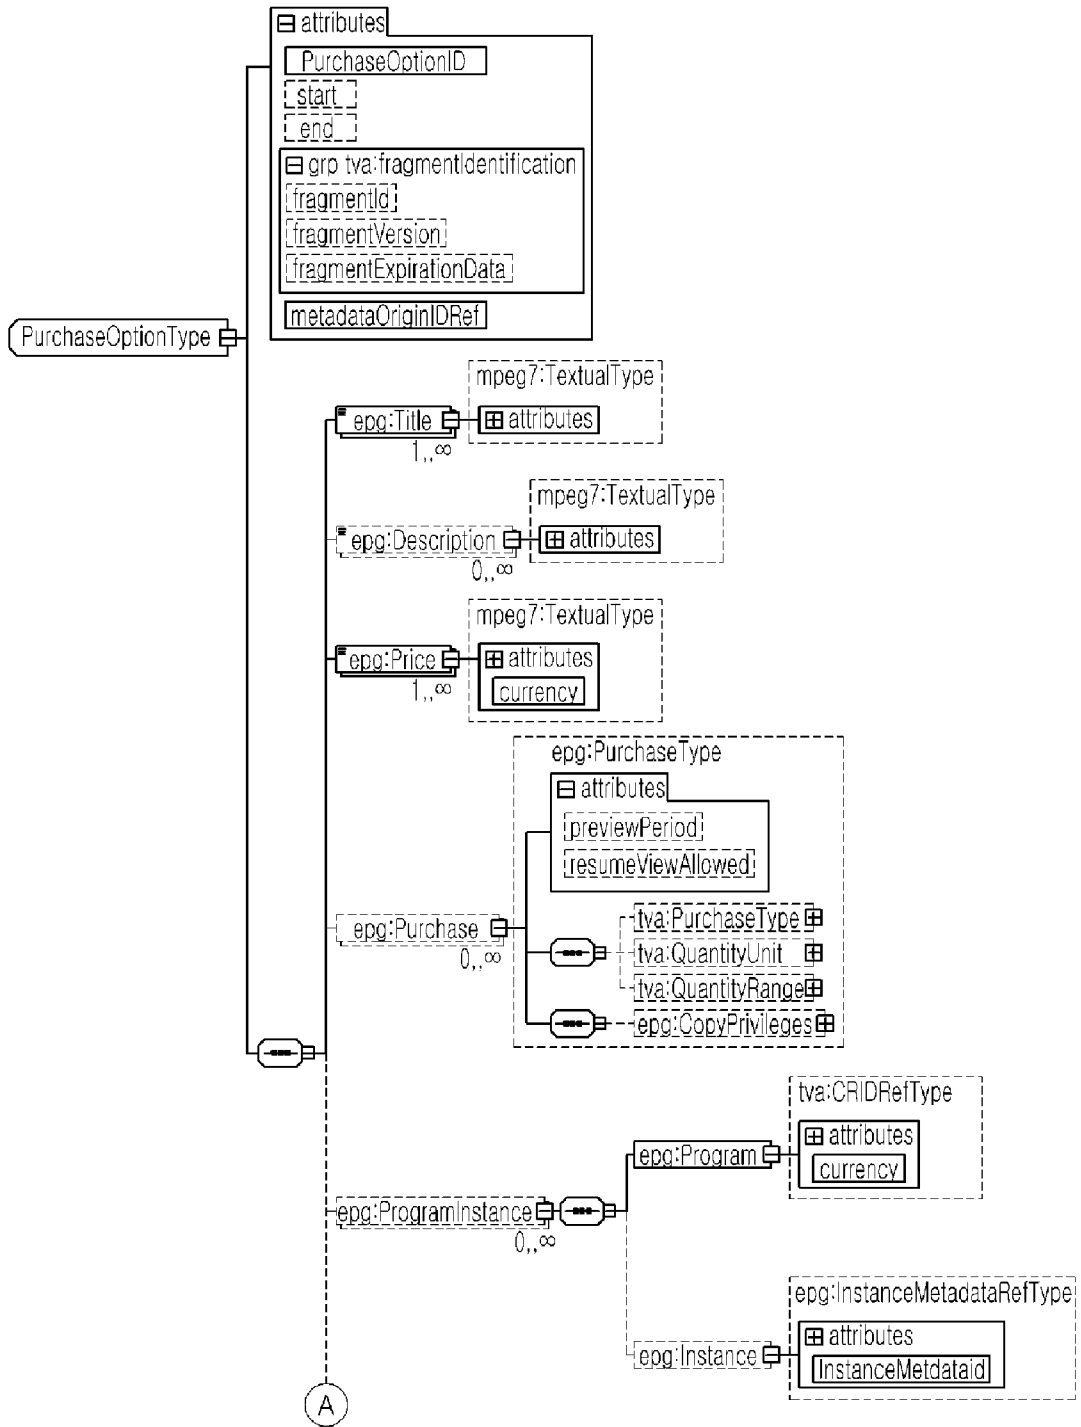 attributes
PurchaseOptionID
start
end
grp tva:fragmentIdentification
fragmentId
fragmentVersion
fragmentExpirationData
metadataOriginIDRef
PurchaseOptionType
mpeg7:TextualType
epg:Title
attributes
1,,∞
mpeg7:TextualType
epg:Description
attributes
0,,∞
mpeg7:TextualType
epg:Price
attributes
currency
1,,∞
epg:PurchaseType
attributes
previewPeriod
resumeViewAllowed
epg:Purchase
0,,∞
tva:PurchaseType
tva:QuantityUnit
tva:QuantityRange
epg:CopyPrivileges
tva:CRIDRefType
epg:Program
attributes
currency
epg:ProgramInstance
0,,∞
epg:InstanceMetadataRefType
epg:Instance
attributes
InstanceMetdataid
A